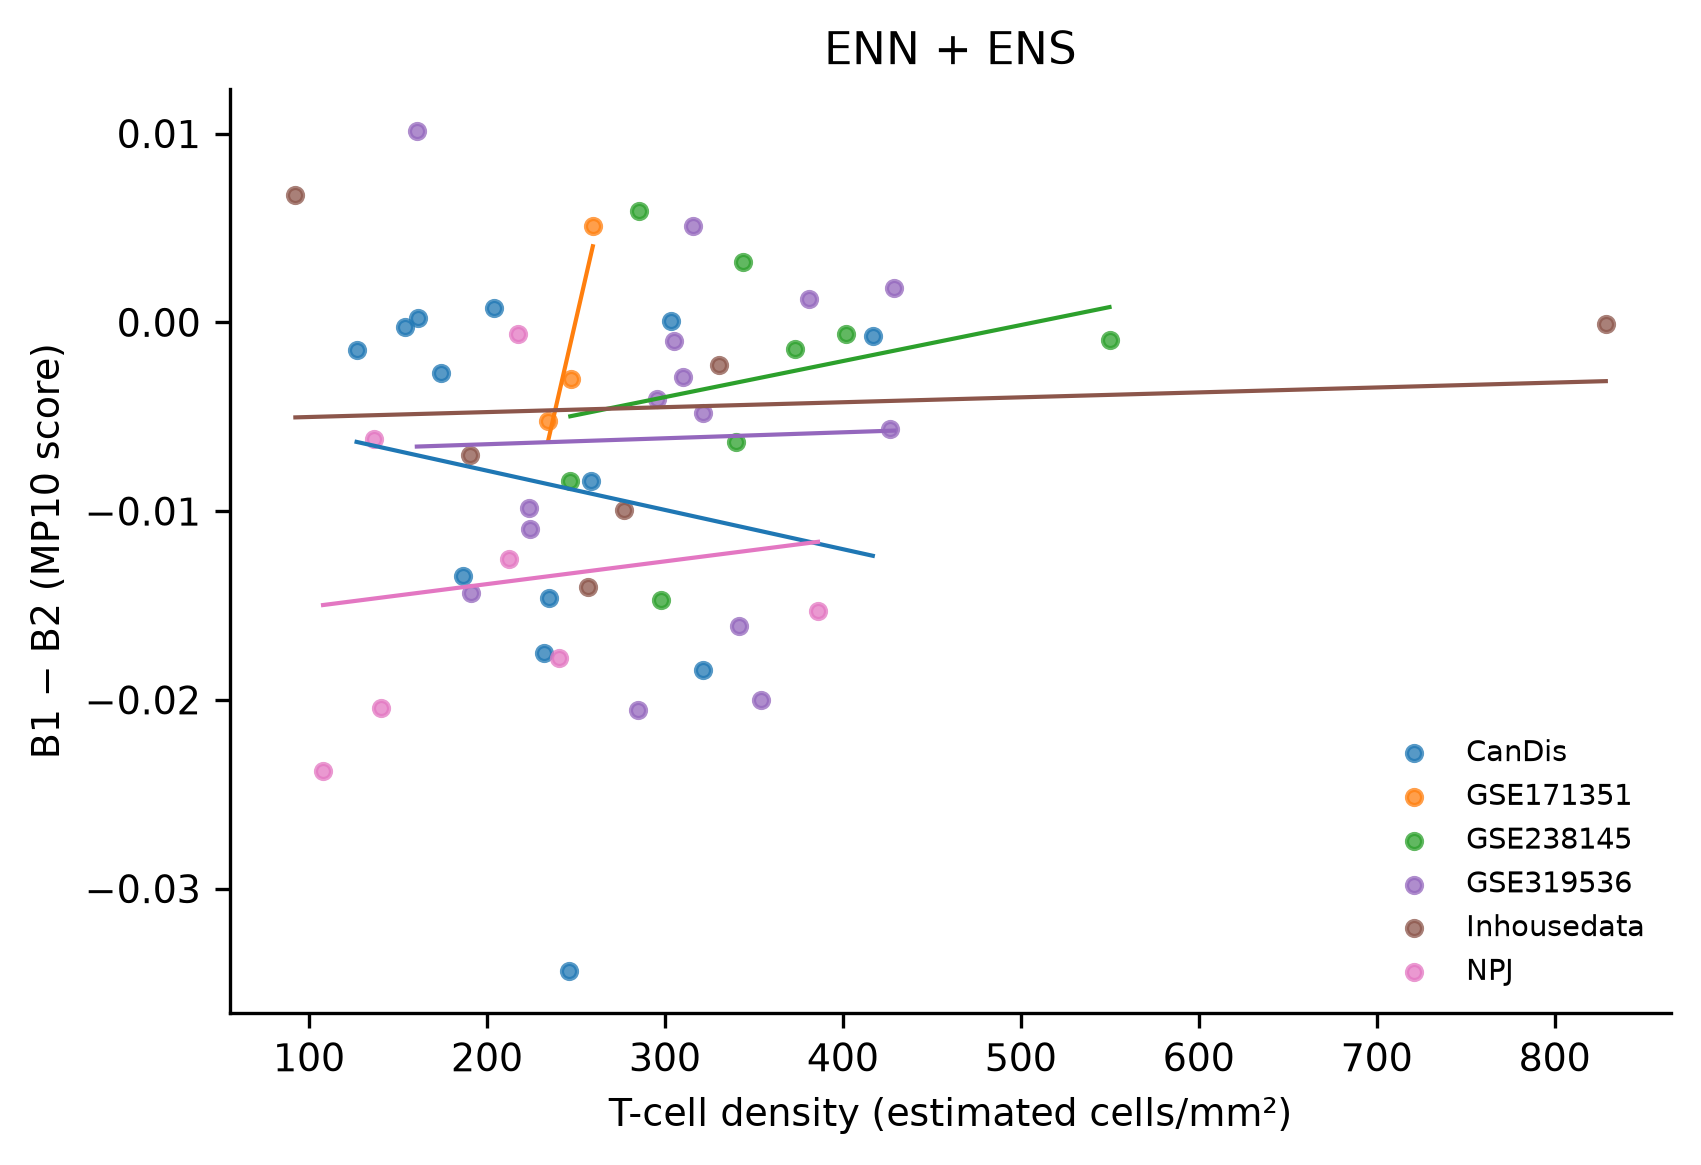 ENN + ENS
B1 − B2 (MP10 score)
0.01
0.00
−0.01
−0.02
−0.03
100 200 300 400 500 600 700 800
T-cell density (estimated cells/mm²)
CanDis
GSE171351
GSE238145
GSE319536
Inhousedata
NPJ